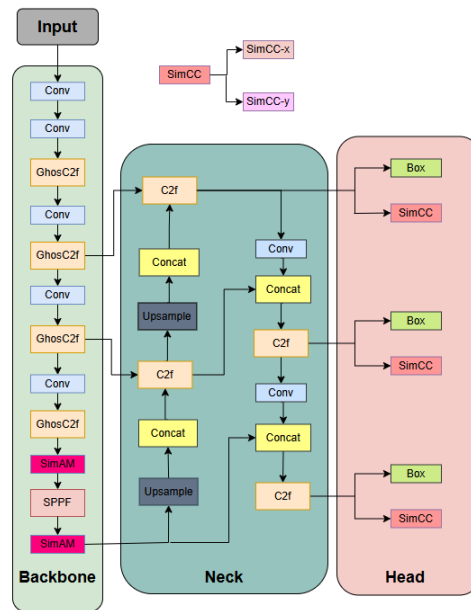 Input
SimCC
SimCC-x
SimCC-y
Conv
Conv
GhosC2f
Conv
GhosC2f
Conv
GhosC2f
Conv
GhosC2f
SimAM
SPPF
SimAM
Backbone
C2f
Concat
Upsample
C2f
Concat
Upsample
Conv
Concat
C2f
Conv
Concat
C2f
Neck
Box
SimCC
Box
SimCC
Box
SimCC
Head